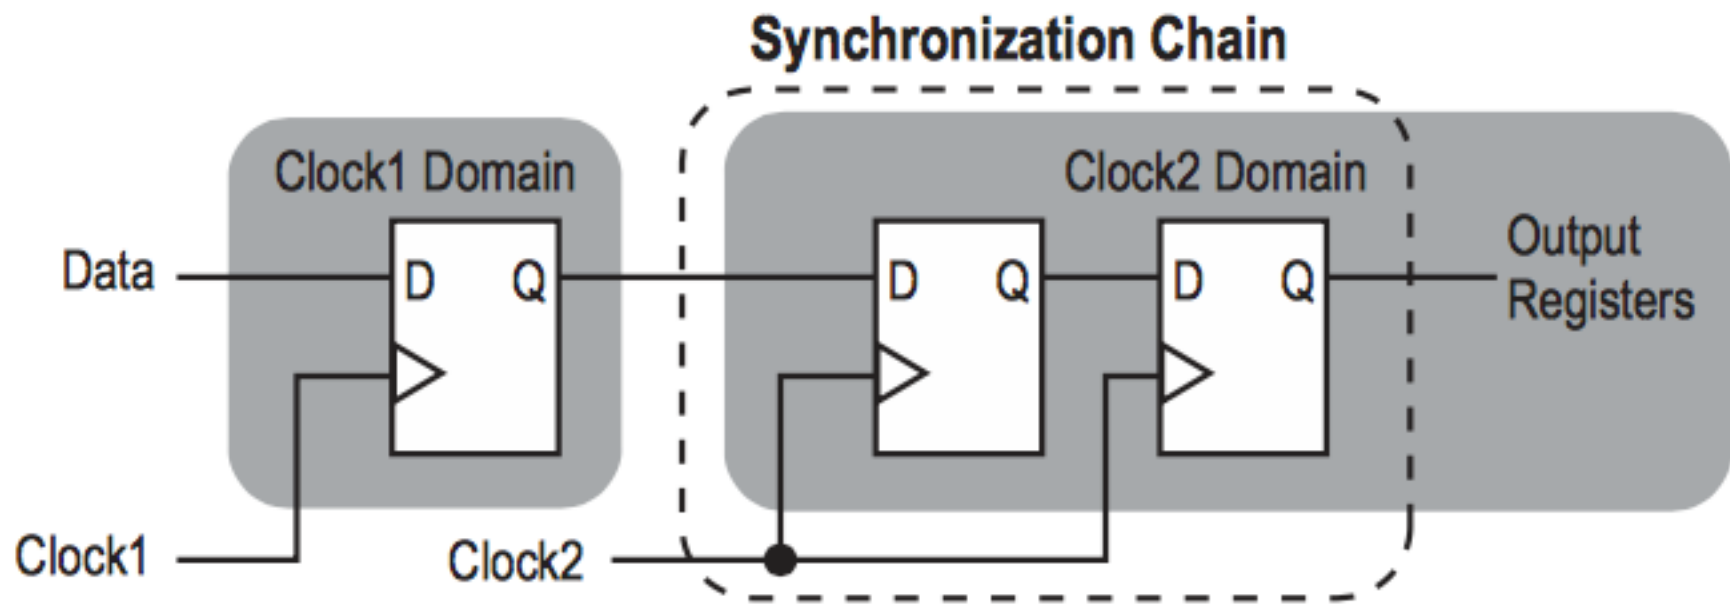 Synchronization Chain
Clock1 Domain
Clock2 Domain
Data
D Q
D Q
D Q
Output
Registers
Clock1
Clock2